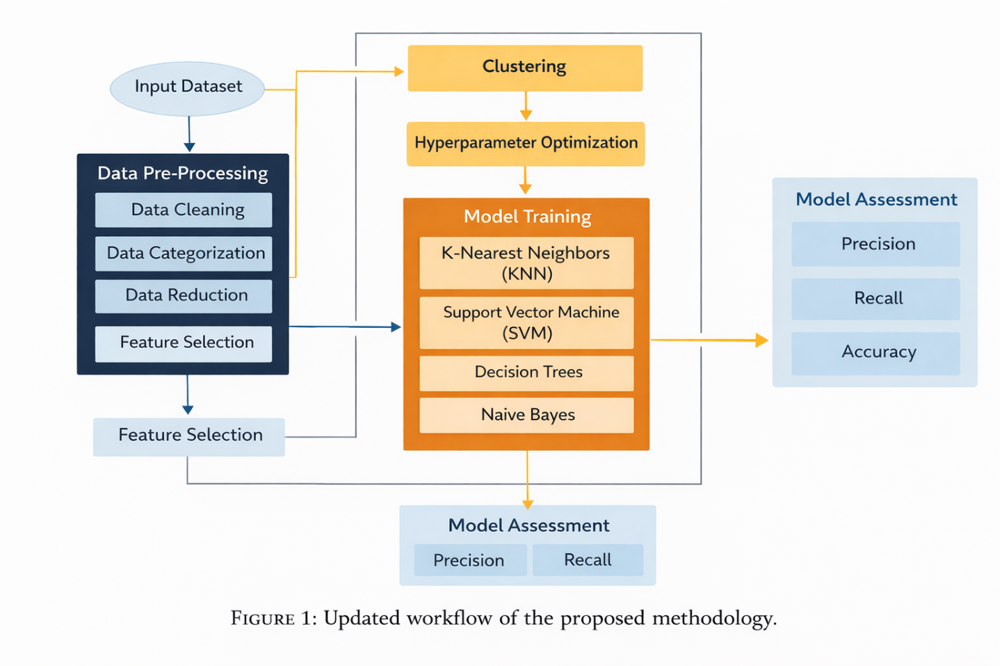 Input Dataset
Data Pre-Processing
Data Cleaning
Data Categorization
Data Reduction
Feature Selection
Feature Selection
Clustering
Hyperparameter Optimization
Model Training
K-Nearest Neighbors
(KNN)
Support Vector Machine
(SVM)
Decision Trees
Naive Bayes
Model Assessment
Precision
Recall
Accuracy
Model Assessment
Precision
Recall
FIGURE 1: Updated workflow of the proposed methodology.